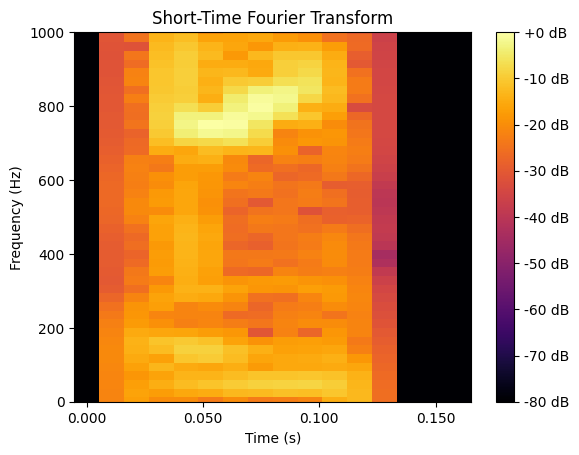 Short-Time Fourier Transform
1000
800
600
400
200
0
Frequency (Hz)
0.000
0.050
0.100
0.150
Time (s)
+0 dB
-10 dB
-20 dB
-30 dB
-40 dB
-50 dB
-60 dB
-70 dB
-80 dB